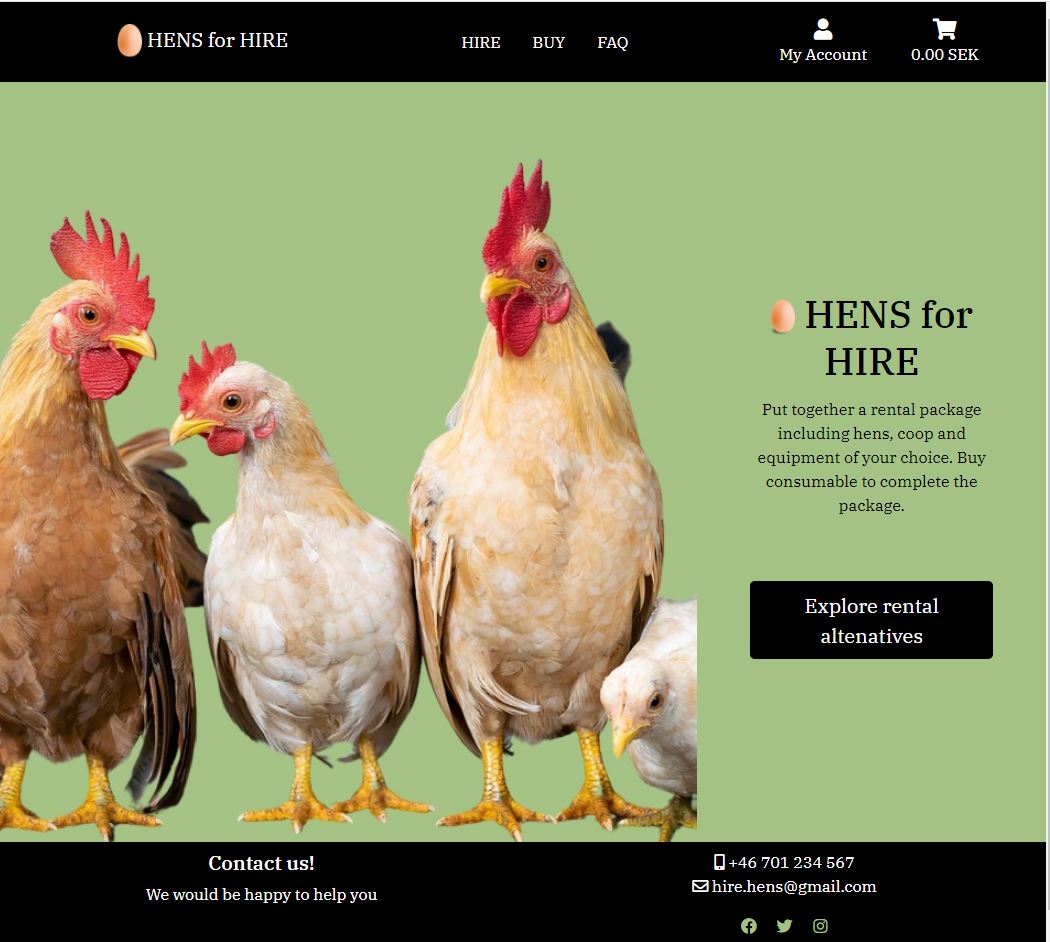 HENS for HIRE
HIRE BUY FAQ
My Account
0.00 SEK
HENS for
HIRE
Put together a rental package
including hens, coop and
equipment of your choice. Buy
consumable to complete the
package.
Explore rental
altenatives
Contact us!
We would be happy to help you
+46 701 234 567
hire.hens@gmail.com